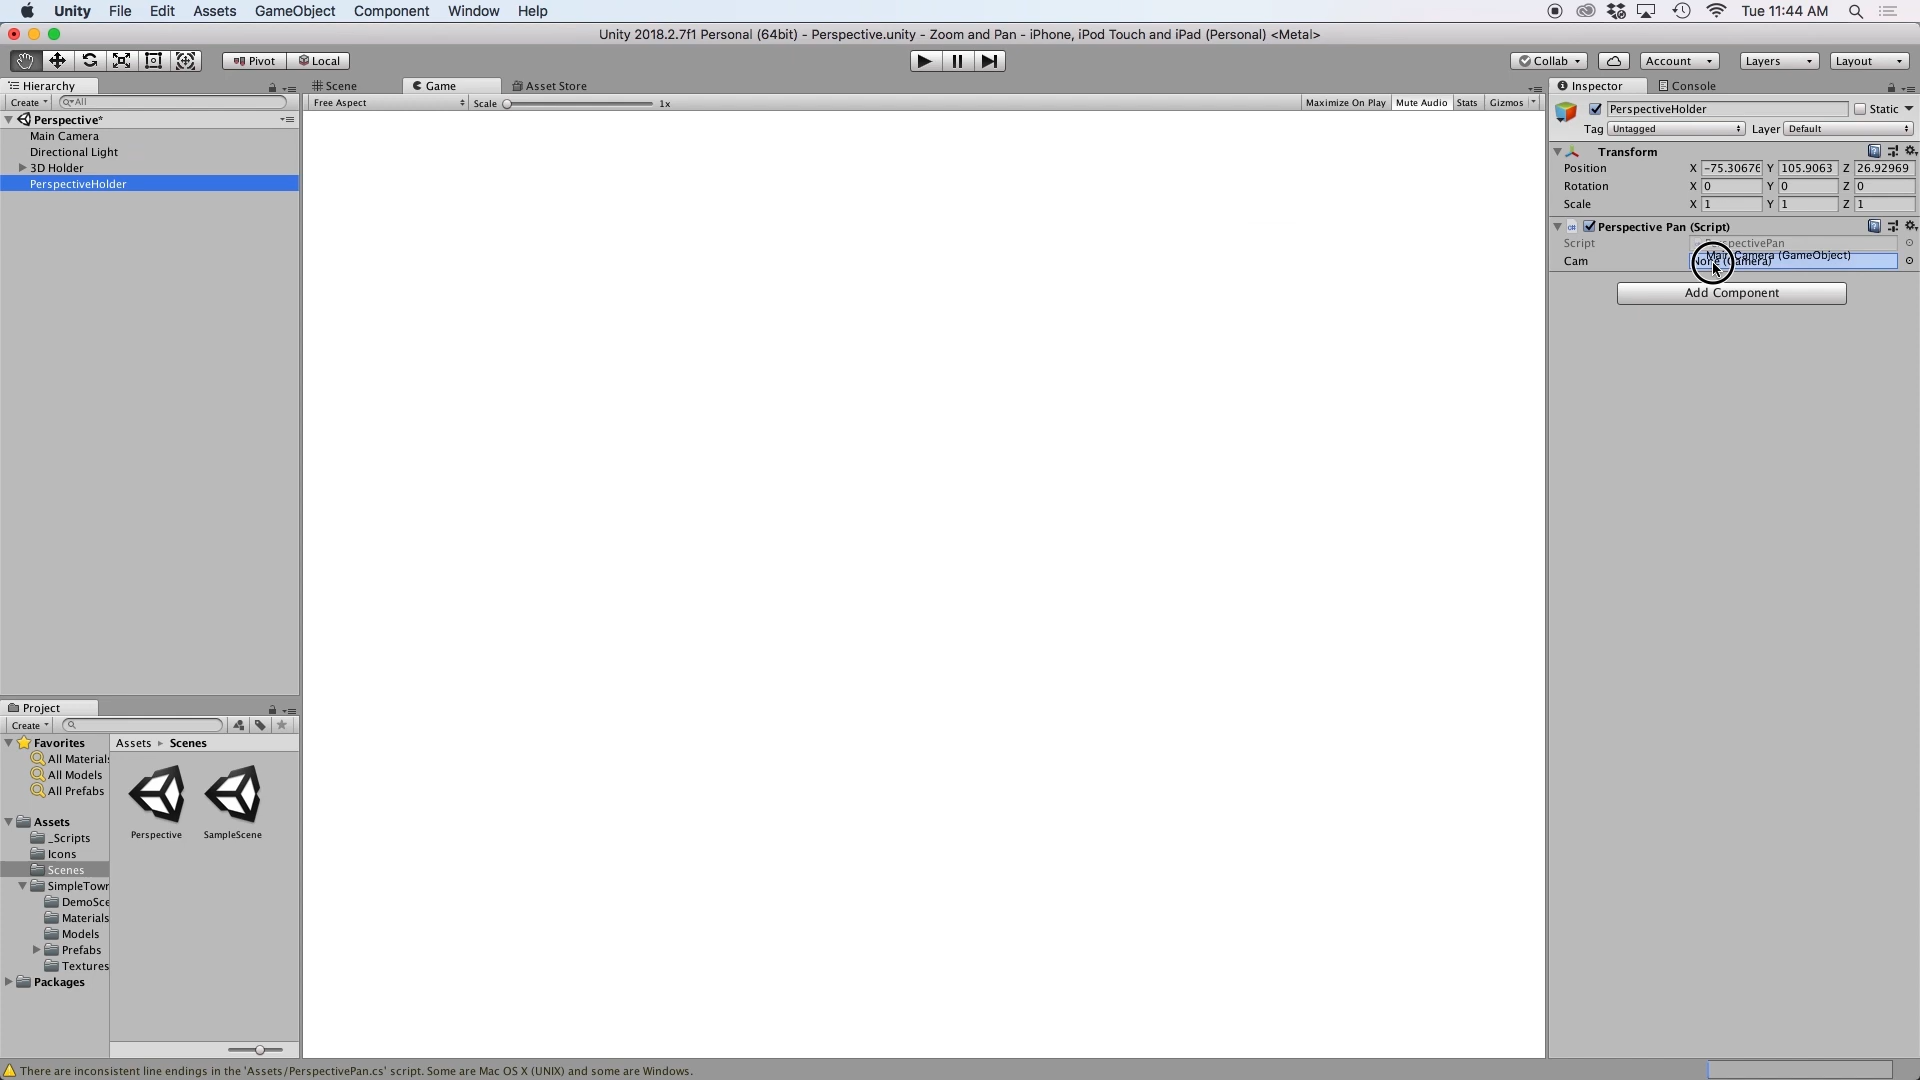 Unity File Edit Assets GameObject Component Window Help Tue 11:44 AM
Unity 2018.2.7f1 Personal (64bit) - Perspective.unity - Zoom and Pan - iPhone, iPod Touch and iPad (Personal) <Metal>
Pivot Local Collab Account Layers Layout
Hierarchy
Create All
Perspective*
Main Camera
Directional Light
3D Holder
PerspectiveHolder
Scene Game Asset Store
Free Aspect Scale 1x Maximize On Play Mute Audio Stats Gizmos
Inspector Console
PerspectiveHolder Static
Tag Untagged Layer Default
Transform
Position X -75.30676 Y 105.9063 Z 26.92969
Rotation X 0 Y 0 Z 0
Scale X 1 Y 1 Z 1
Perspective Pan (Script)
Script PerspectivePan
Main Camera (GameObject)
Cam None (Camera)
Add Component
Project
Create
Favorites
All Materials
All Models
All Prefabs
Assets
_Scripts
Icons
Scenes
SimpleTown
DemoSce
Materials
Models
Prefabs
Textures
Packages
Assets Scenes
Perspective SampleScene
There are inconsistent line endings in the 'Assets/PerspectivePan.cs' script. Some are Mac OS X (UNIX) and some are Windows.